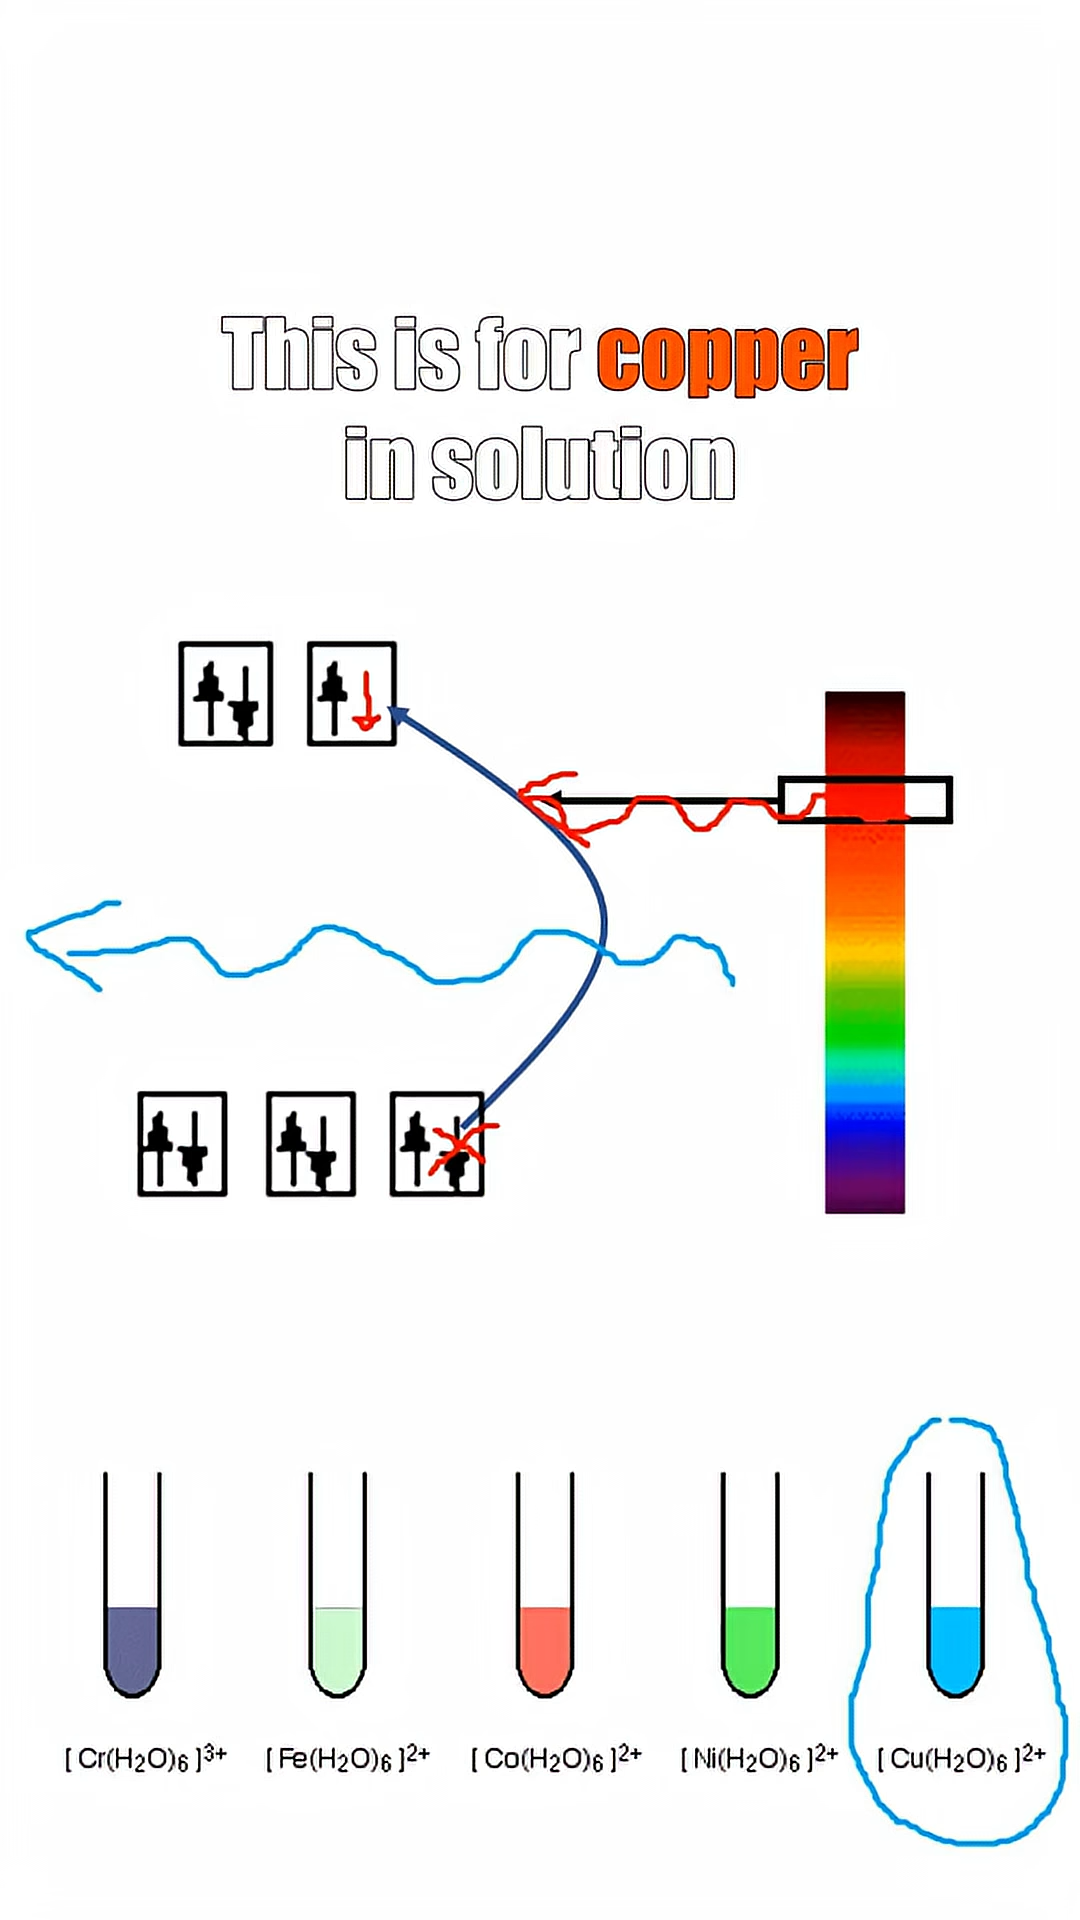 This is for copper
in solution
[Cr(H₂O)₆]³⁺ [Fe(H₂O)₆]²⁺ [Co(H₂O)₆]²⁺ [Ni(H₂O)₆]²⁺ [Cu(H₂O)₆]²⁺